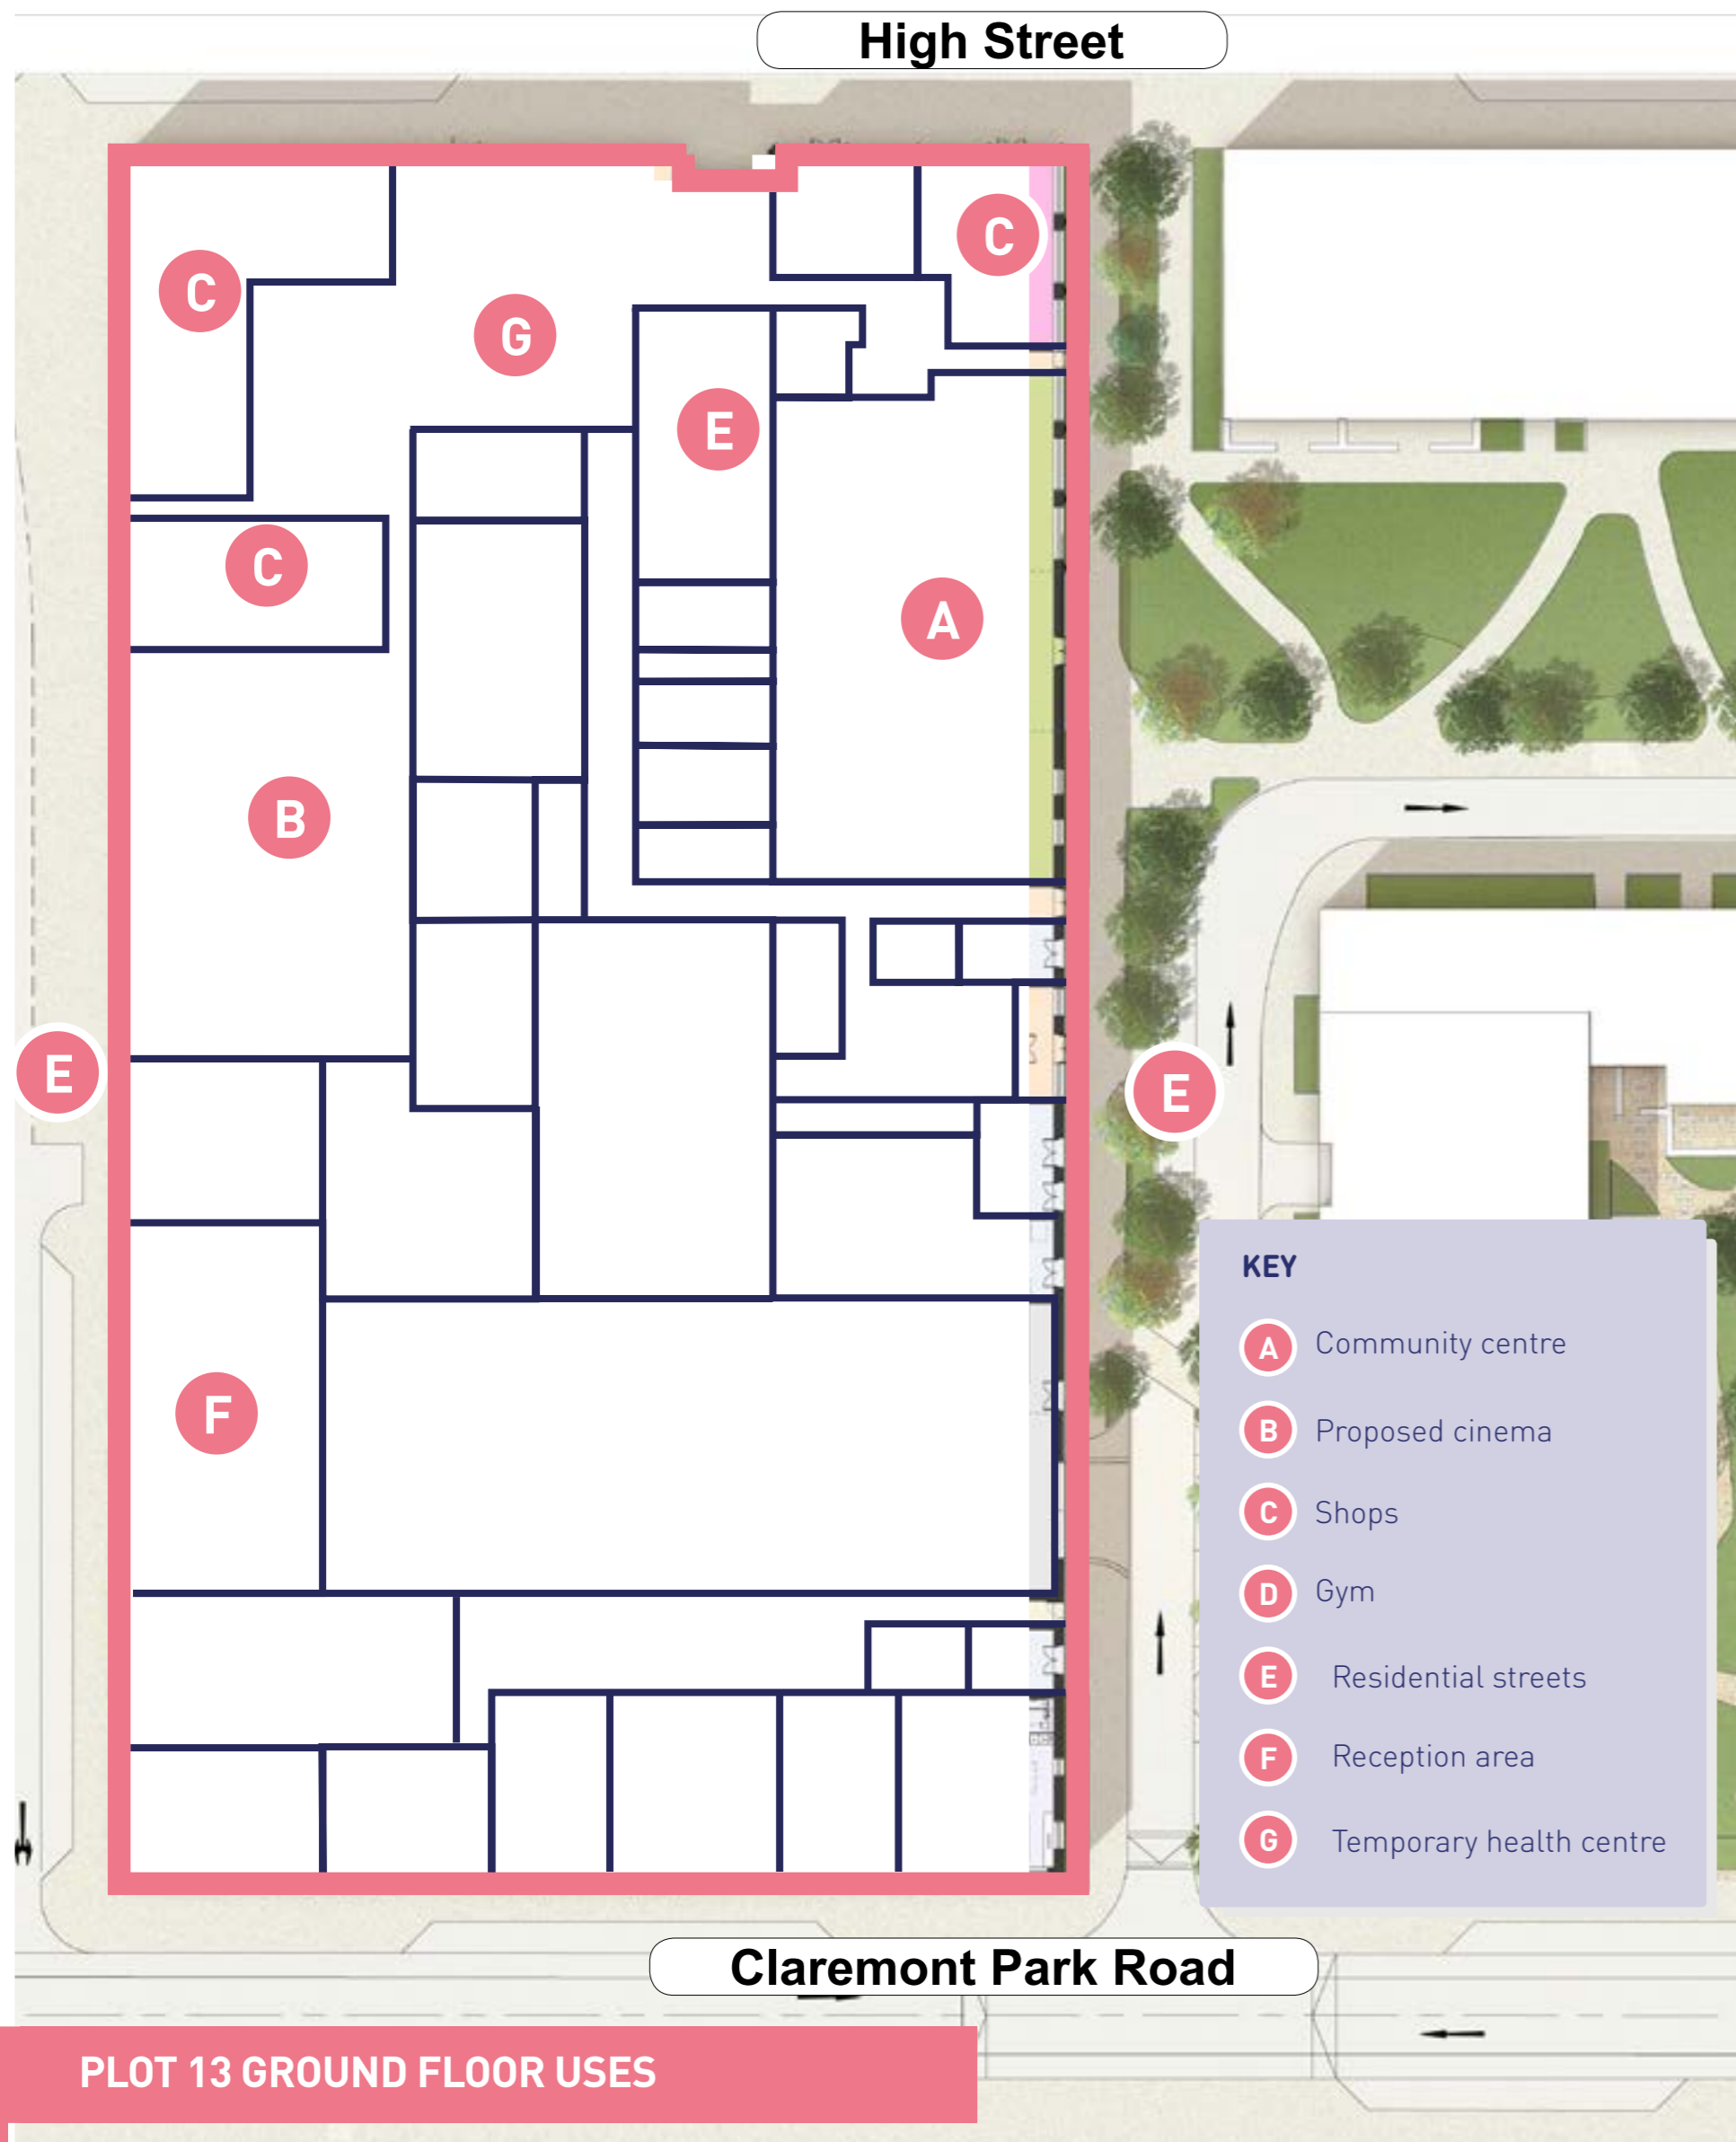 High Street
C
C
G
E
C
A
B
E
E
F
KEY
A Community centre
B Proposed cinema
C Shops
D Gym
E Residential streets
F Reception area
G Temporary health centre
Claremont Park Road
PLOT 13 GROUND FLOOR USES